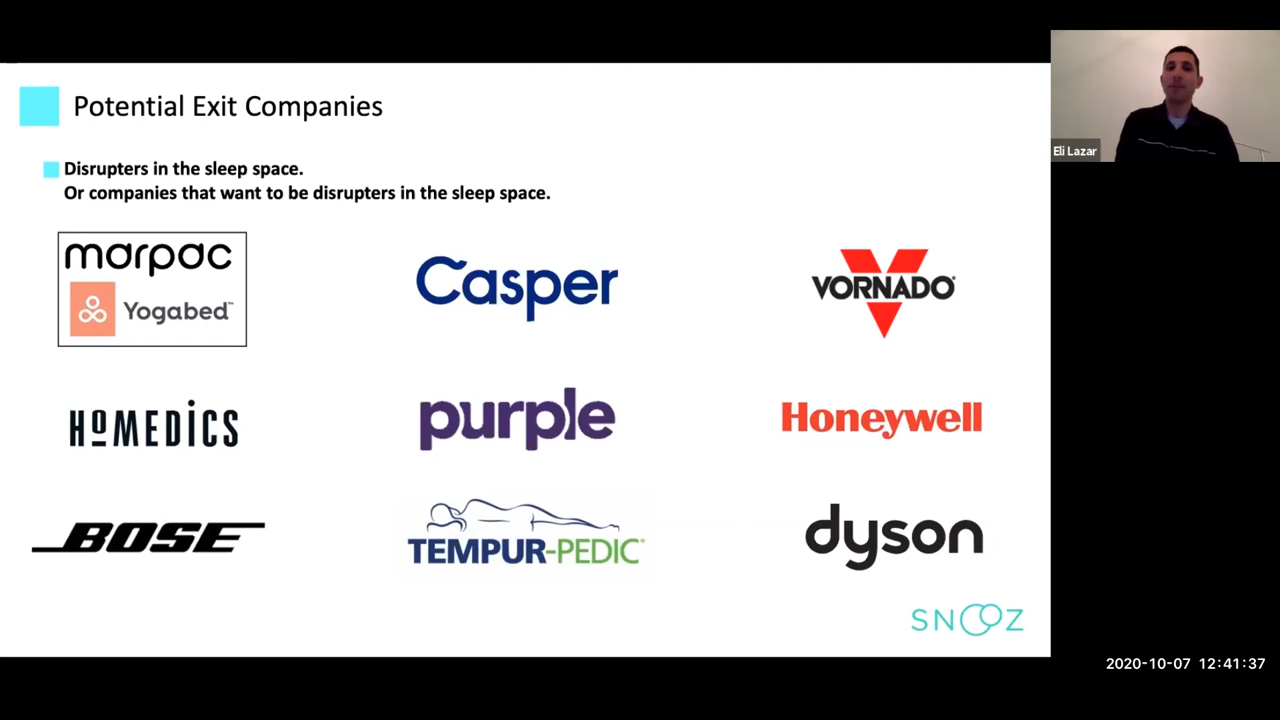 Potential Exit Companies
Disrupters in the sleep space.
Or companies that want to be disrupters in the sleep space.
marpac
Yogabed™
Casper
VORNADO®
HOMEDICS
purple
Honeywell
BOSE
TEMPUR-PEDIC®
dyson
SNOOZ
Eli Lazar
2020-10-07 12:41:37